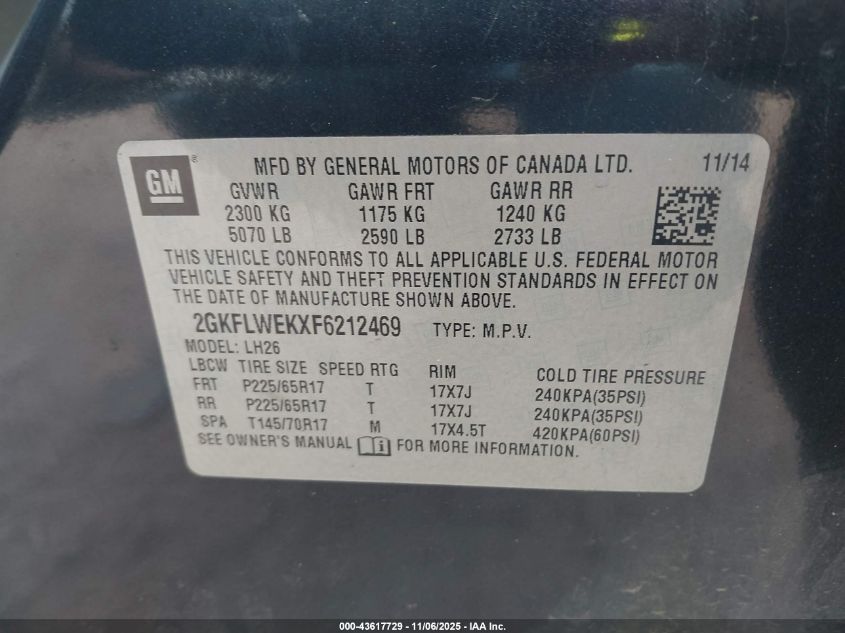 GM ® MFD BY GENERAL MOTORS OF CANADA LTD. 11/14
GVWR GAWR FRT GAWR RR
2300 KG 1175 KG 1240 KG
5070 LB 2590 LB 2733 LB
THIS VEHICLE CONFORMS TO ALL APPLICABLE U.S. FEDERAL MOTOR
VEHICLE SAFETY AND THEFT PREVENTION STANDARDS IN EFFECT ON
THE DATE OF MANUFACTURE SHOWN ABOVE.
2GKFLWEKXF6212469 TYPE: M.P.V.
MODEL: LH26
LBCW TIRE SIZE SPEED RTG RIM COLD TIRE PRESSURE
FRT P225/65R17 T 17X7J 240KPA(35PSI)
RR P225/65R17 T 17X7J 240KPA(35PSI)
SPA T145/70R17 M 17X4.5T 420KPA(60PSI)
SEE OWNER'S MANUAL FOR MORE INFORMATION.
000-43617729 - 11/06/2025 - IAA Inc.